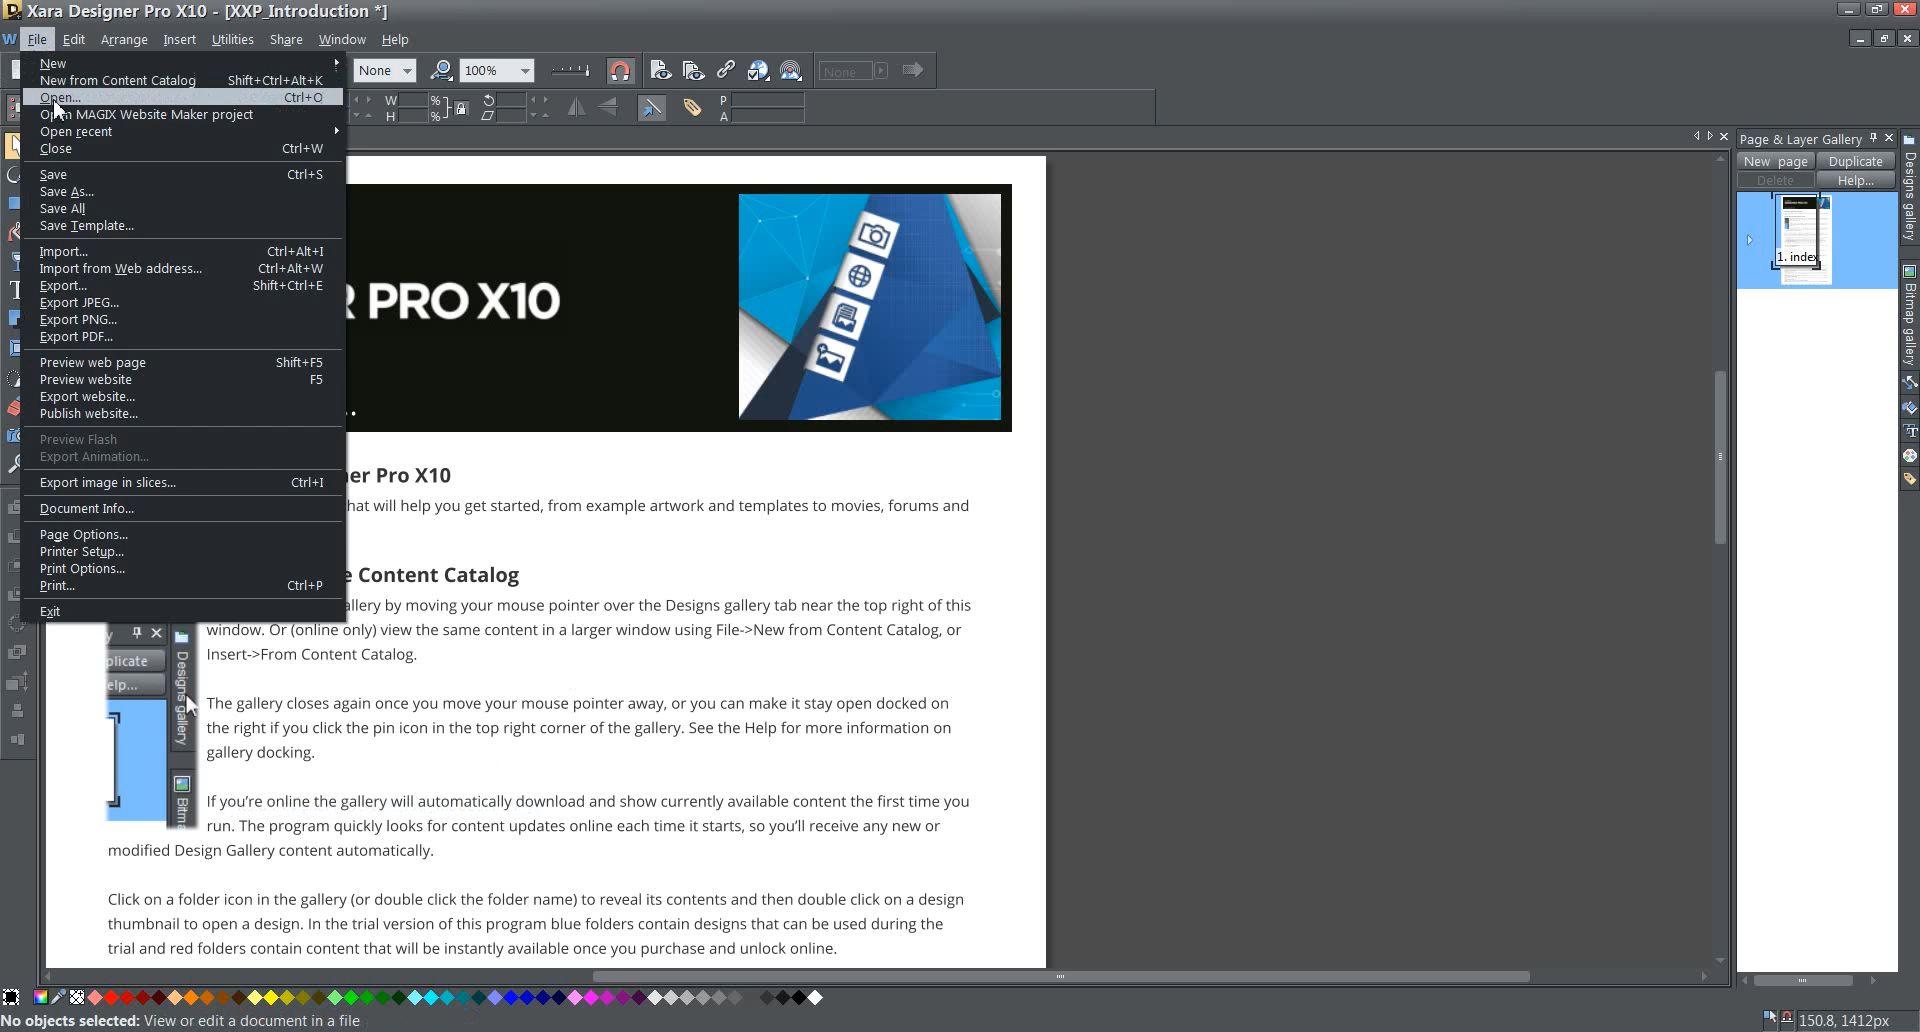 Xara Designer Pro X10 - [XXP_Introduction *]
File Edit Arrange Insert Utilities Share Window Help
New
New from Content Catalog Shift+Ctrl+Alt+K
Open... Ctrl+O
Open MAGIX Website Maker project
Open recent
Close Ctrl+W
Save Ctrl+S
Save As...
Save All
Save Template...
Import... Ctrl+Alt+I
Import from Web address... Ctrl+Alt+W
Export... Shift+Ctrl+E
Export JPEG...
Export PNG...
Export PDF...
Preview web page Shift+F5
Preview website F5
Export website...
Publish website...
Preview Flash
Export Animation...
Export image in slices... Ctrl+I
Document Info...
Page Options...
Printer Setup...
Print Options...
Print... Ctrl+P
Exit
None 100% None
W % P
H % A
Page & Layer Gallery
New page Duplicate
Delete Help...
1. index
Designs gallery
Bitmap gallery
R PRO X10
..
er Pro X10
hat will help you get started, from example artwork and templates to movies, forums and
e Content Catalog
allery by moving your mouse pointer over the Designs gallery tab near the top right of this
window. Or (online only) view the same content in a larger window using File->New from Content Catalog, or
Insert->From Content Catalog.
The gallery closes again once you move your mouse pointer away, or you can make it stay open docked on
the right if you click the pin icon in the top right corner of the gallery. See the Help for more information on
gallery docking.
If you're online the gallery will automatically download and show currently available content the first time you
run. The program quickly looks for content updates online each time it starts, so you'll receive any new or
modified Design Gallery content automatically.
Click on a folder icon in the gallery (or double click the folder name) to reveal its contents and then double click on a design
thumbnail to open a design. In the trial version of this program blue folders contain designs that can be used during the
trial and red folders contain content that will be instantly available once you purchase and unlock online.
y
plicate
elp...
Designs gallery
Bitma
No objects selected: View or edit a document in a file
150.8, 1412px